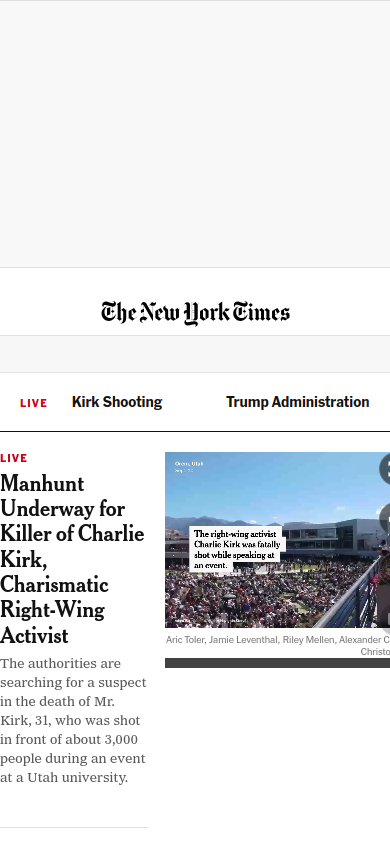 The New York Times
LIVE
Kirk Shooting
Trump Administration
LIVE
Manhunt
Underway for
Killer of Charlie
Kirk,
Charismatic
Right-Wing
Activist
The authorities are
searching for a suspect
in the death of Mr.
Kirk, 31, who was shot
in front of about 3,000
people during an event
at a Utah university.
Orem, Utah
The right-wing activist
Charlie Kirk was fatally
shot while speaking at
an event.
Aric Toler, Jamie Leventhal, Riley Mellen, Alexander C
Christo